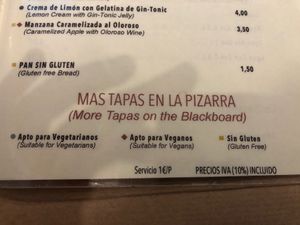 Crema de Limón con Gelatina de Gin-Tonic 4,00
(Lemon Cream with Gin-Tonic Jelly)
Manzana Caramelizada al Oloroso 3,50
(Caramelized Apple with Oloroso Wine)
PAN SIN GLUTEN 1,50
(Gluten free Bread)
MAS TAPAS EN LA PIZARRA
(More Tapas on the Blackboard)
Apto para Vegetarianos Apto para Veganos Sin Gluten
(Suitable for Vegetarians) (Suitable for Vegans) (Gluten Free)
Servicio 1€/P PRECIOS IVA (10%) INCLUIDO